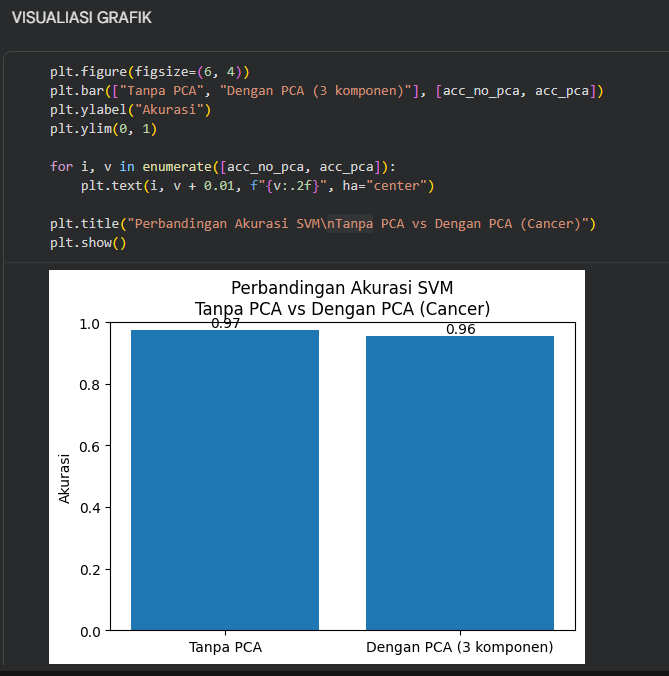 VISUALIASI GRAFIK
plt.figure(figsize=(6, 4))
plt.bar(["Tanpa PCA", "Dengan PCA (3 komponen)"], [acc_no_pca, acc_pca])
plt.ylabel("Akurasi")
plt.ylim(0, 1)
for i, v in enumerate([acc_no_pca, acc_pca]):
    plt.text(i, v + 0.01, f"{v:.2f}", ha="center")
plt.title("Perbandingan Akurasi SVM\nTanpa PCA vs Dengan PCA (Cancer)")
plt.show()
Perbandingan Akurasi SVM
Tanpa PCA vs Dengan PCA (Cancer)
1.0
0.97
0.96
0.8
0.6
Akurasi
0.4
0.2
0.0
Tanpa PCA
Dengan PCA (3 komponen)